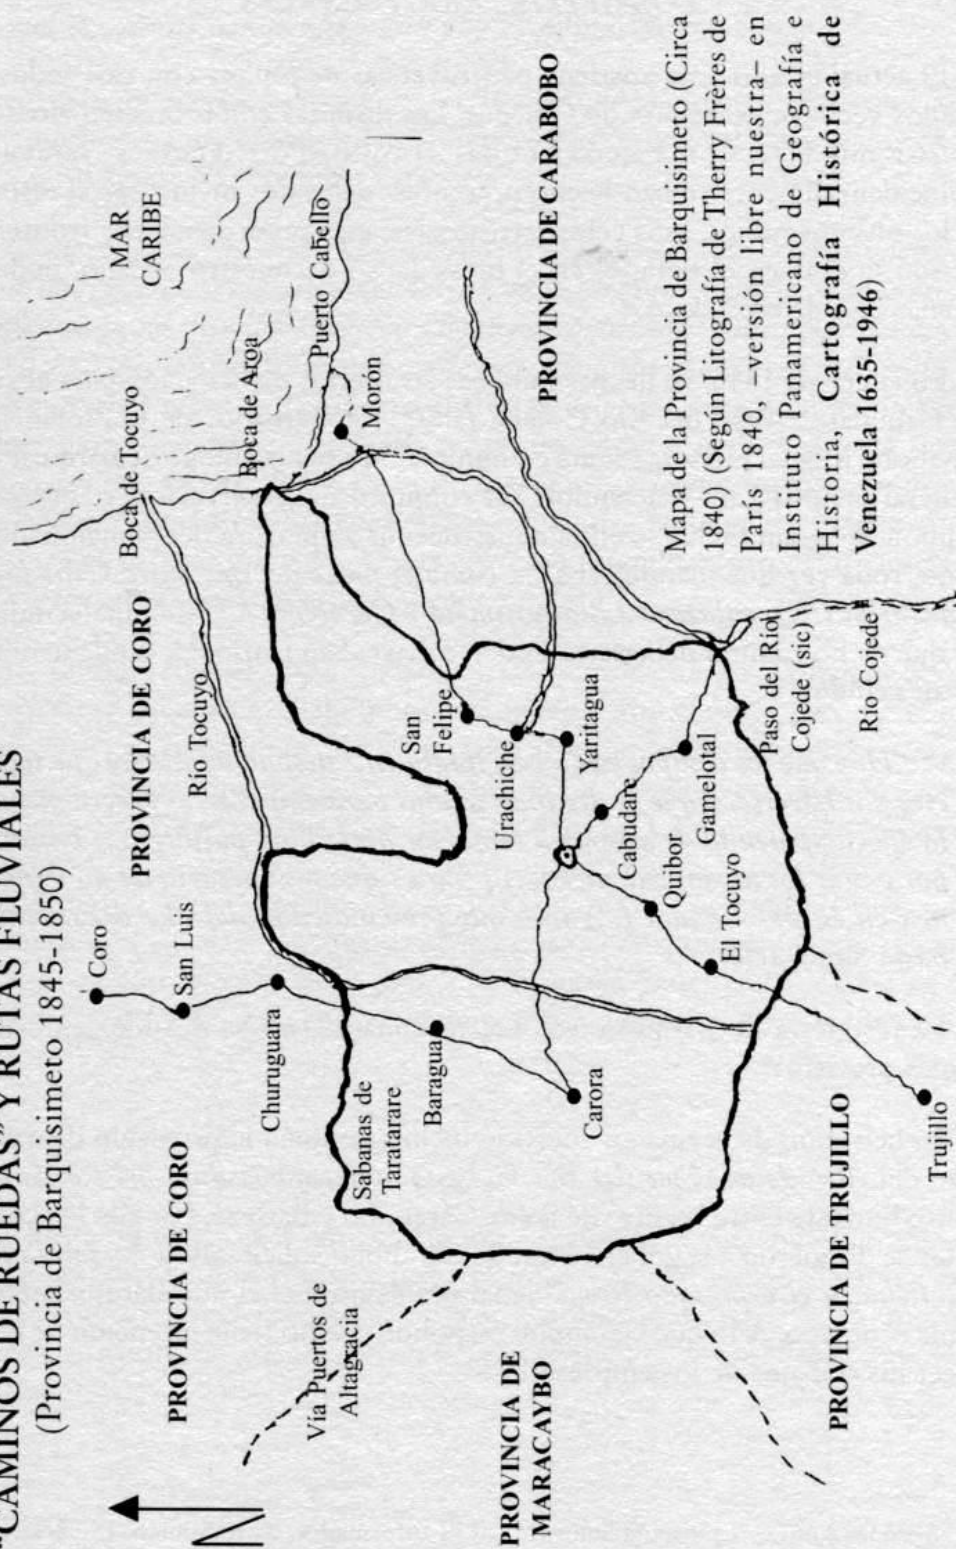 "CAMINOS DE RUEDAS" Y RUTAS FLUVIALES
(Provincia de Barquisimeto 1845-1850)
N
PROVINCIA DE CORO
PROVINCIA DE CORO
MAR
CARIBE
Coro
San Luis
Churuguara
Río Tocuyo
Boca de Tocuyo
Boca de Aroa
Puerto Cabello
Morón
Vía Puertos de
Altagracia
Sabanas de
Taratarare
Baragua
San
Felipe
Urachiche
Yaritagua
PROVINCIA DE CARABOBO
PROVINCIA DE
MARACAYBO
Carora
Cabudare
Quibor
Gamelotal
El Tocuyo
Paso del Río
Cojede (sic)
Río Cojede
PROVINCIA DE TRUJILLO
Trujillo
Mapa de la Provincia de Barquisimeto (Circa
1840) (Según Litografía de Therry Frères de
París 1840, –versión libre nuestra– en
Instituto Panamericano de Geografía e
Historia, Cartografía Histórica de
Venezuela 1635-1946)